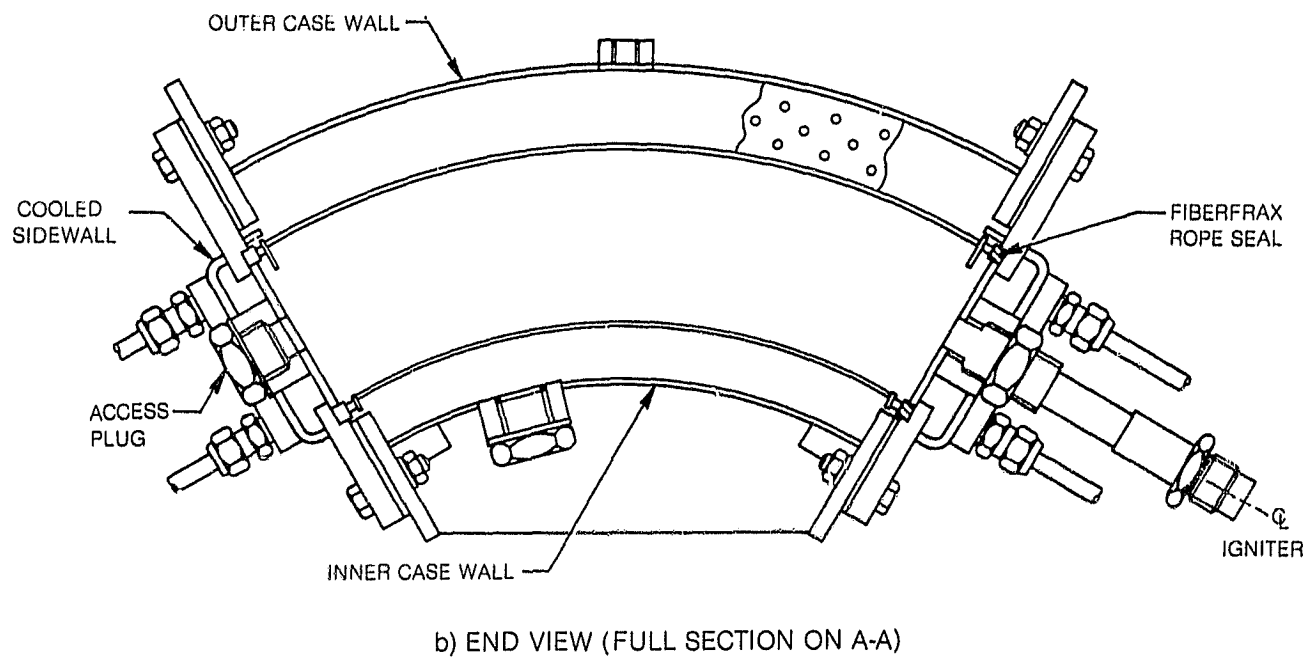 OUTER CASE WALL
COOLED
SIDEWALL
FIBERFRAX
ROPE SEAL
ACCESS
PLUG
℄
IGNITER
INNER CASE WALL
b) END VIEW (FULL SECTION ON A-A)